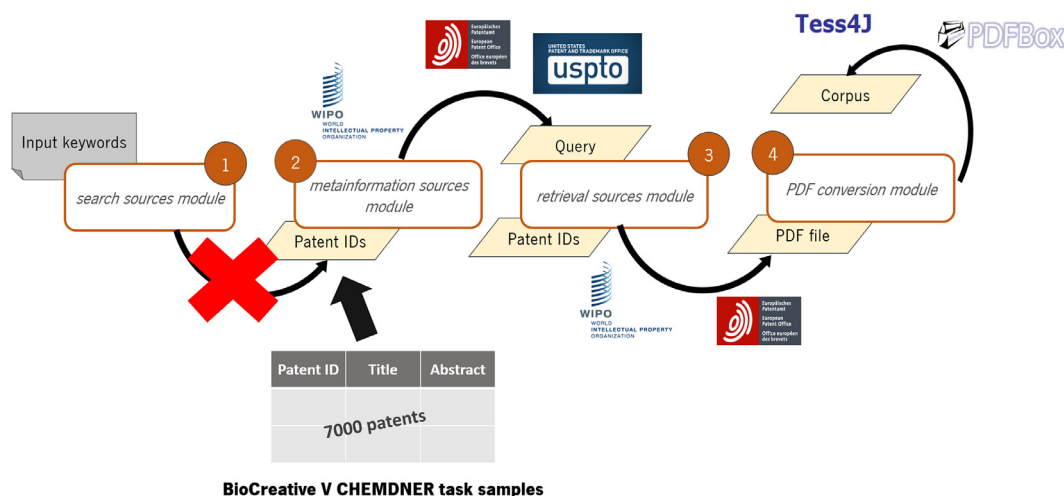 Tess4J
PDFBox
Europäisches
Patentamt
European
Patent Office
Office européen
des brevets
UNITED STATES
PATENT AND TRADEMARK OFFICE
uspto
WIPO
WORLD
INTELLECTUAL PROPERTY
ORGANIZATION
Corpus
Input keywords
1
2
Query
3
4
search sources module
metainformation sources
module
retrieval sources module
PDF conversion module
Patent IDs
Patent IDs
PDF file
WIPO
WORLD
INTELLECTUAL PROPERTY
ORGANIZATION
Europäisches
Patentamt
European
Patent Office
Office européen
des brevets
Patent ID Title Abstract
7000 patents
BioCreative V CHEMDNER task samples